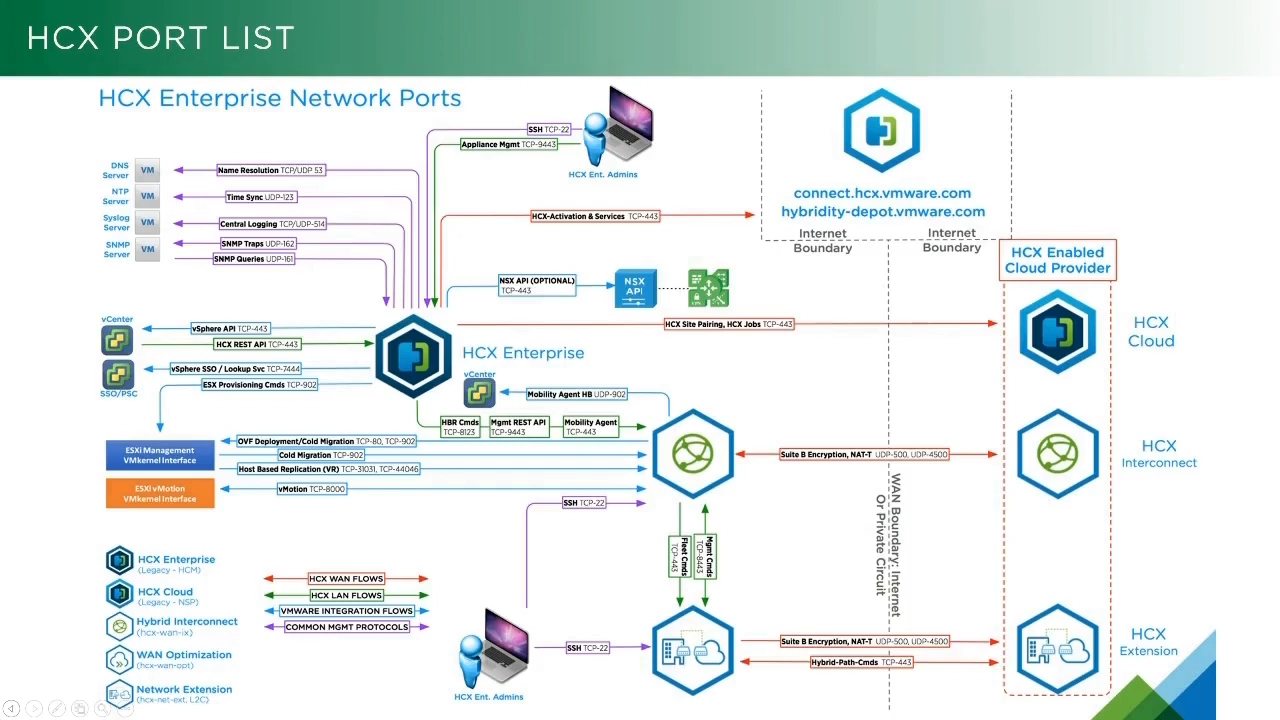 HCX PORT LIST
HCX Enterprise Network Ports
SSH TCP-22
Appliance Mgmt TCP-9443
HCX Ent. Admins
DNS
Server
VM
Name Resolution TCP/UDP 53
NTP
Server
VM
Time Sync UDP-123
Syslog
Server
VM
Central Logging TCP/UDP-514
SNMP
Server
VM
SNMP Traps UDP-162
SNMP Queries UDP-161
HCX-Activation & Services TCP-443
connect.hcx.vmware.com
hybridity-depot.vmware.com
Internet
Boundary
Internet
Boundary
HCX Enabled
Cloud Provider
NSX API (OPTIONAL)
TCP-443
NSX
API
vCenter
vSphere API TCP-443
HCX REST API TCP-443
HCX Site Pairing, HCX Jobs TCP-443
HCX
Cloud
HCX Enterprise
vSphere SSO / Lookup Svc TCP-7444
SSO/PSC
ESX Provisioning Cmds TCP-902
vCenter
Mobility Agent HB UDP-902
HBR Cmds
TCP-8123
Mgmt REST API
TCP-9443
Mobility Agent
TCP-443
ESXi Management
VMkernel Interface
OVF Deployment/Cold Migration TCP-80, TCP-902
Cold Migration TCP-902
Host Based Replication (VR) TCP-31031, TCP-44046
Suite B Encryption, NAT-T UDP-500, UDP-4500
HCX
Interconnect
ESXi vMotion
VMkernel Interface
vMotion TCP-8000
SSH TCP-22
WAN Boundary: Internet
Or Private Circuit
Fleet Cmds
TCP-443
Mgmt Cmds
TCP-8443
HCX Enterprise
(Legacy - HCM)
HCX Cloud
(Legacy - NSP)
Hybrid Interconnect
(hcx-wan-ix)
WAN Optimization
(hcx-wan-opt)
Network Extension
(hcx-net-ext, L2C)
HCX WAN FLOWS
HCX LAN FLOWS
VMWARE INTEGRATION FLOWS
COMMON MGMT PROTOCOLS
HCX Ent. Admins
SSH TCP-22
Suite B Encryption, NAT-T UDP-500, UDP-4500
Hybrid-Path-Cmds TCP-443
HCX
Extension